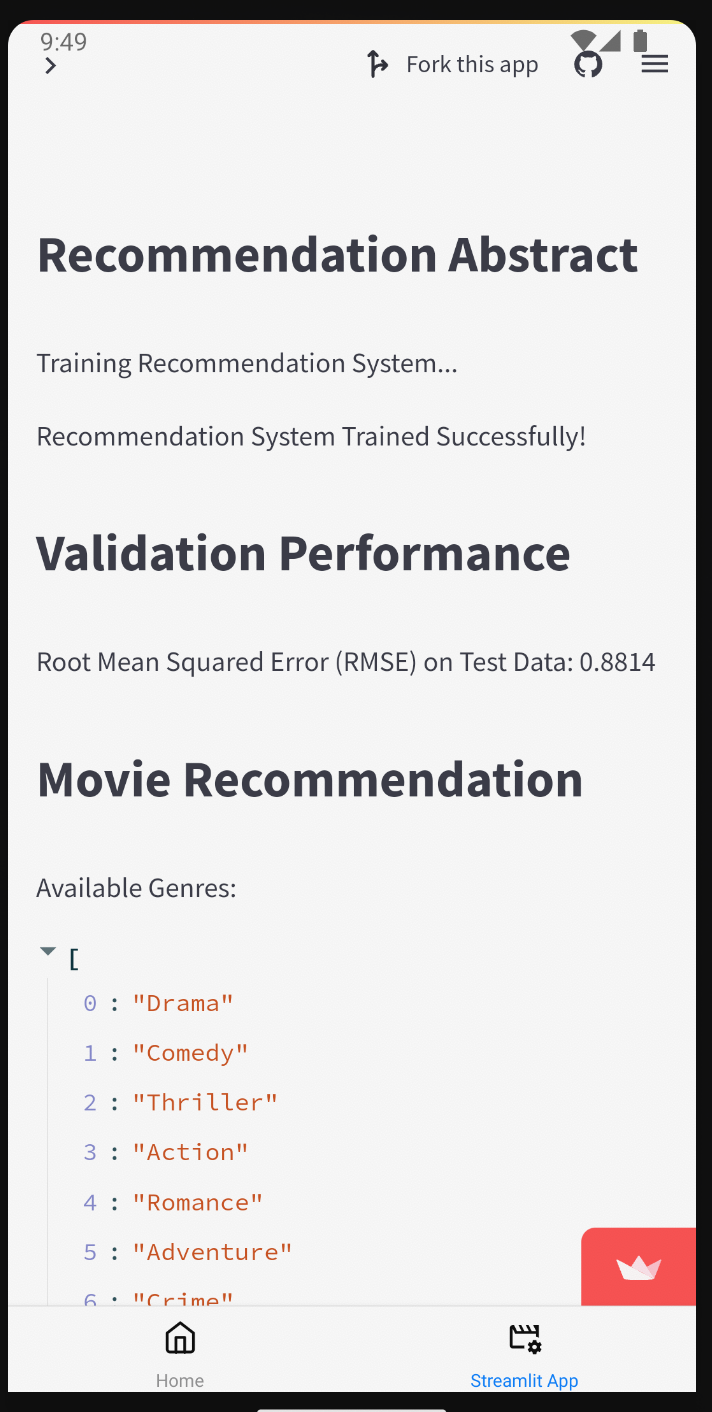 9:49
Fork this app
Recommendation Abstract
Training Recommendation System...
Recommendation System Trained Successfully!
Validation Performance
Root Mean Squared Error (RMSE) on Test Data: 0.8814
Movie Recommendation
Available Genres:
[
0 : "Drama"
1 : "Comedy"
2 : "Thriller"
3 : "Action"
4 : "Romance"
5 : "Adventure"
6 : "Crime"
Home
Streamlit App